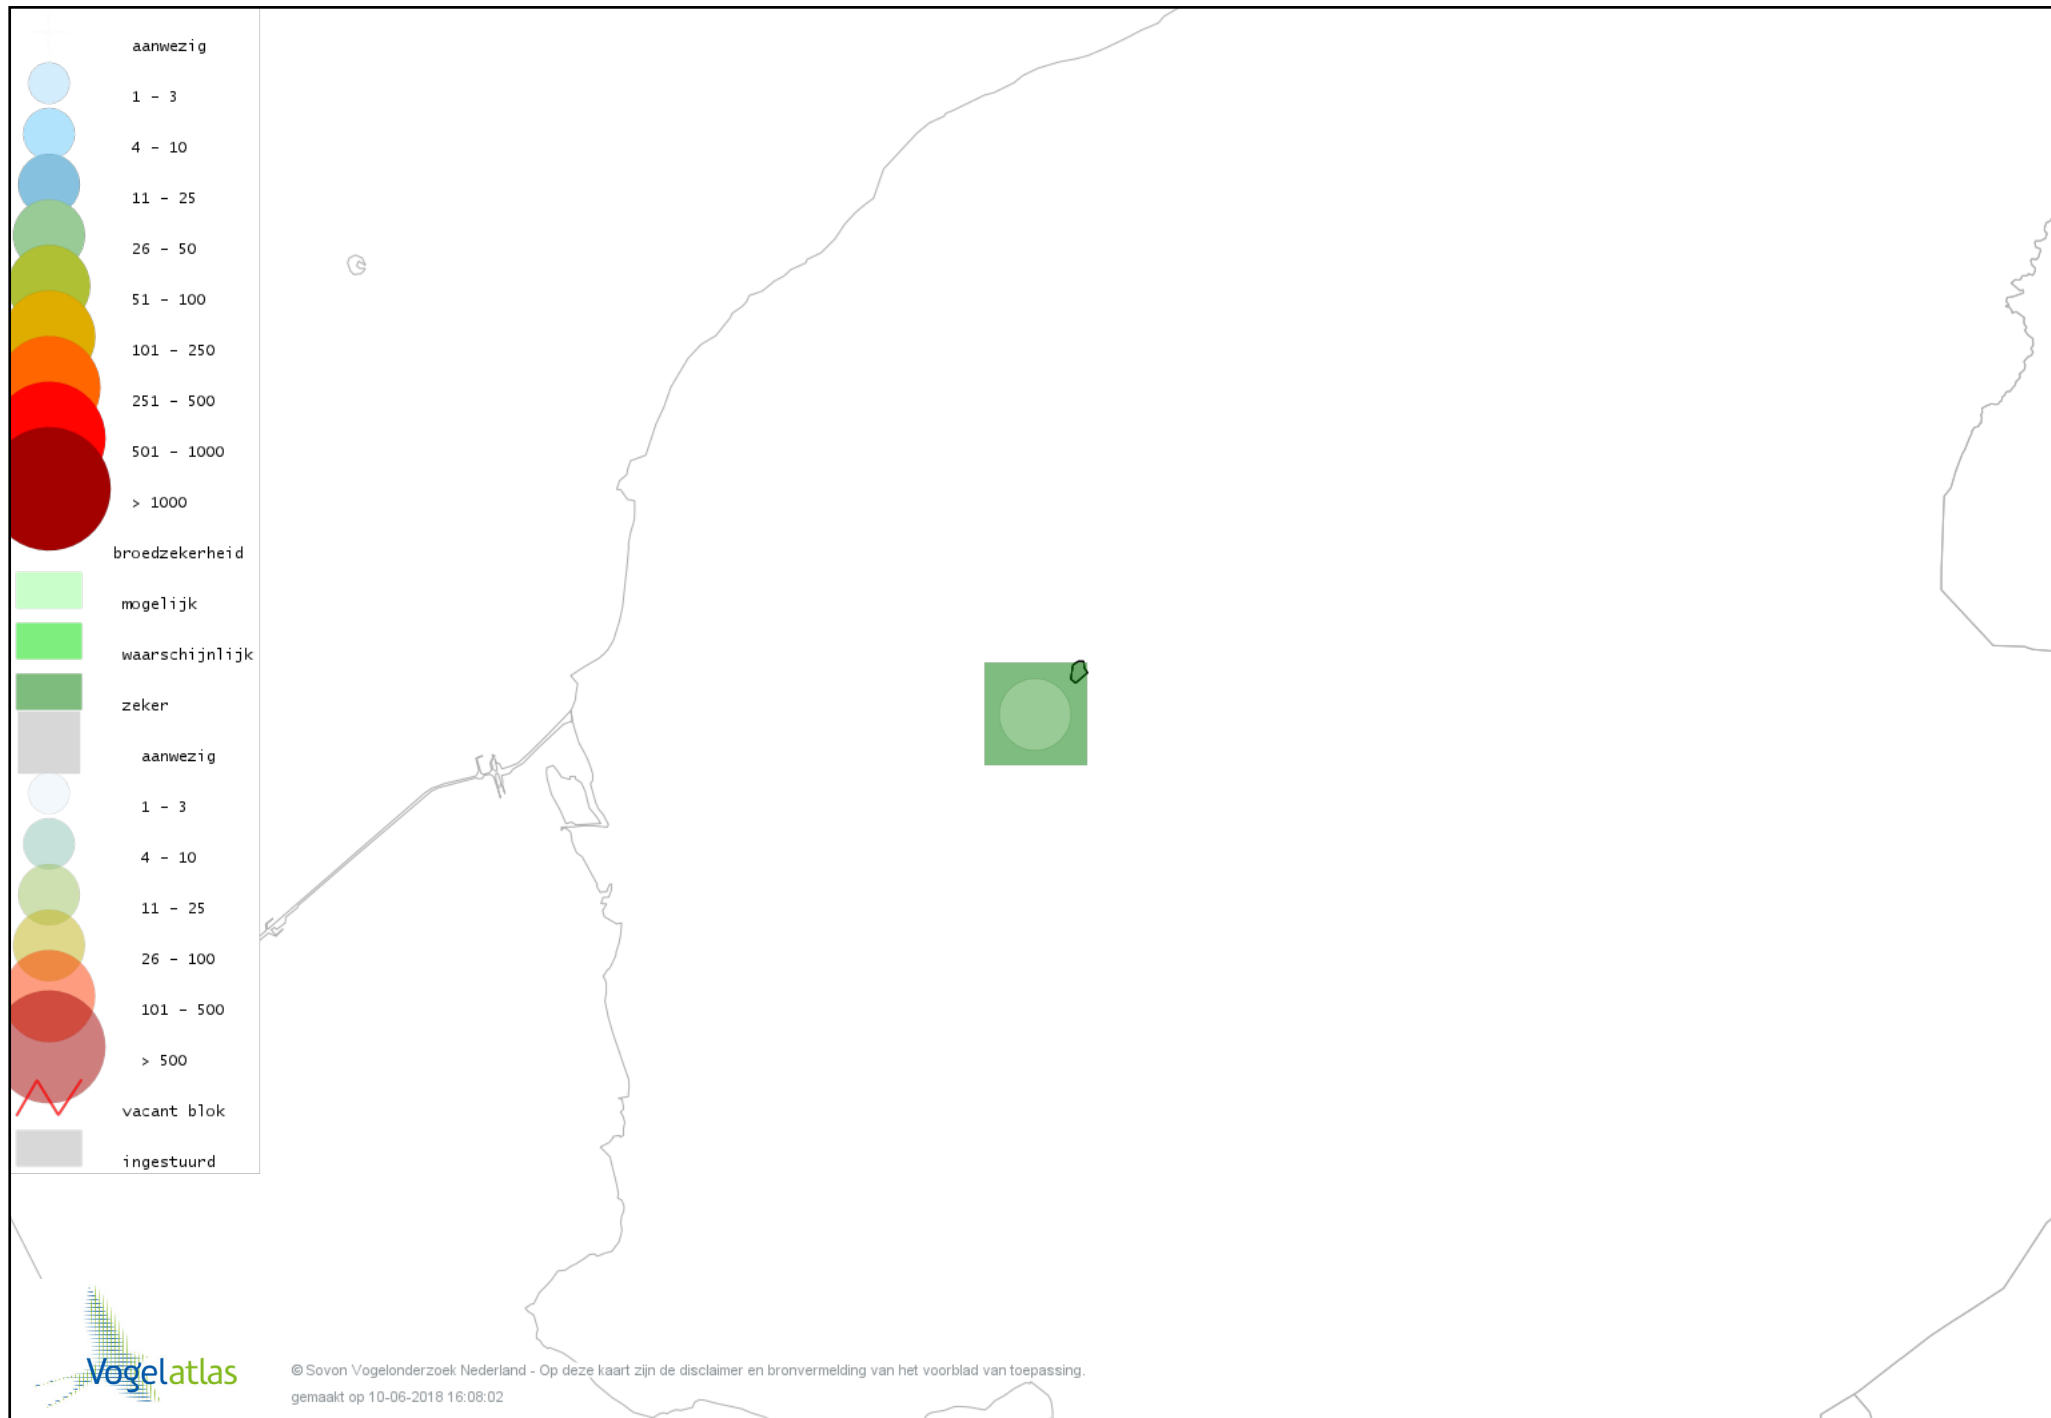 aanwezig
1 - 3
4 - 10
11 - 25
26 - 50
51 - 100
101 - 250
251 - 500
501 - 1000
> 1000
broedzekerheid
mogelijk
waarschijnlijk
zeker
aanwezig
1 - 3
4 - 10
11 - 25
26 - 100
101 - 500
> 500
vacant blok
ingestuurd
Vogelatlas
© Sovon Vogelonderzoek Nederland - Op deze kaart zijn de disclaimer en bronvermelding van het voorblad van toepassing.
gemaakt op 10-06-2018 16:08:02